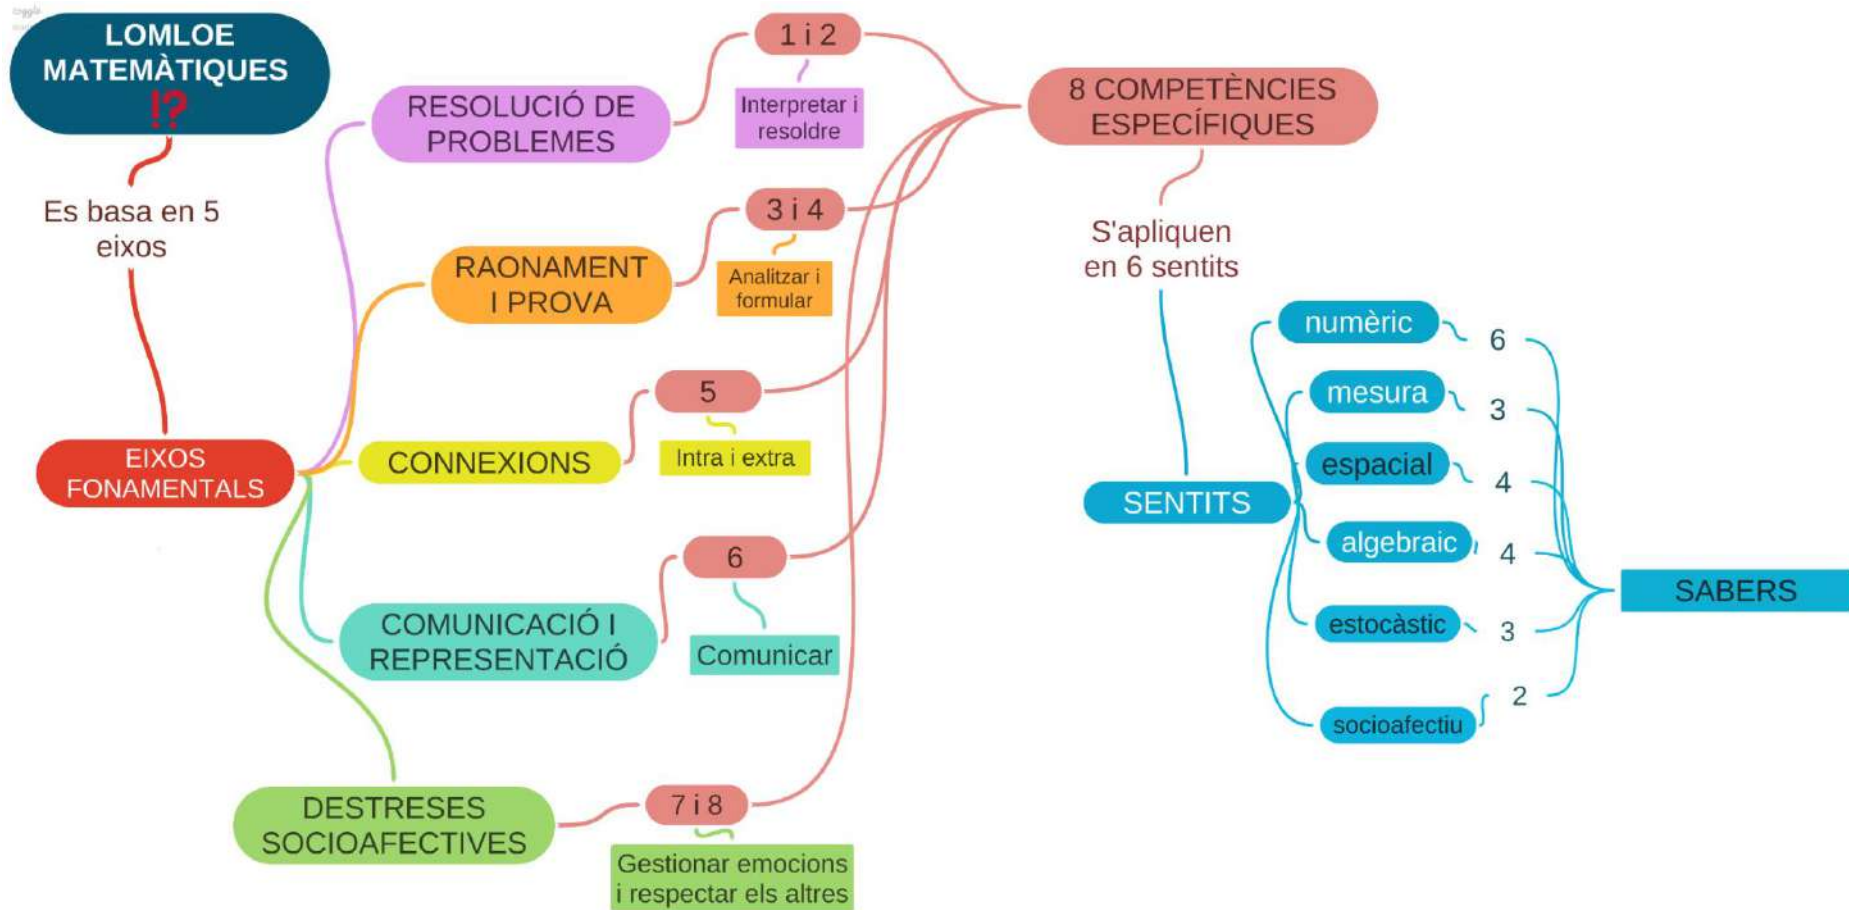 LOMLOE
MATEMÀTIQUES
!?
Es basa en 5
eixos
EIXOS
FONAMENTALS
RESOLUCIÓ DE
PROBLEMES
1 i 2
Interpretar i
resoldre
RAONAMENT
I PROVA
3 i 4
Analitzar i
formular
CONNEXIONS
5
Intra i extra
COMUNICACIÓ I
REPRESENTACIÓ
6
Comunicar
DESTRESES
SOCIOAFECTIVES
7 i 8
Gestionar emocions
i respectar els altres
8 COMPETÈNCIES
ESPECÍFIQUES
S'apliquen
en 6 sentits
SENTITS
numèric
6
mesura
3
espacial
4
algebraic
4
estocàstic
3
socioafectiu
2
SABERS